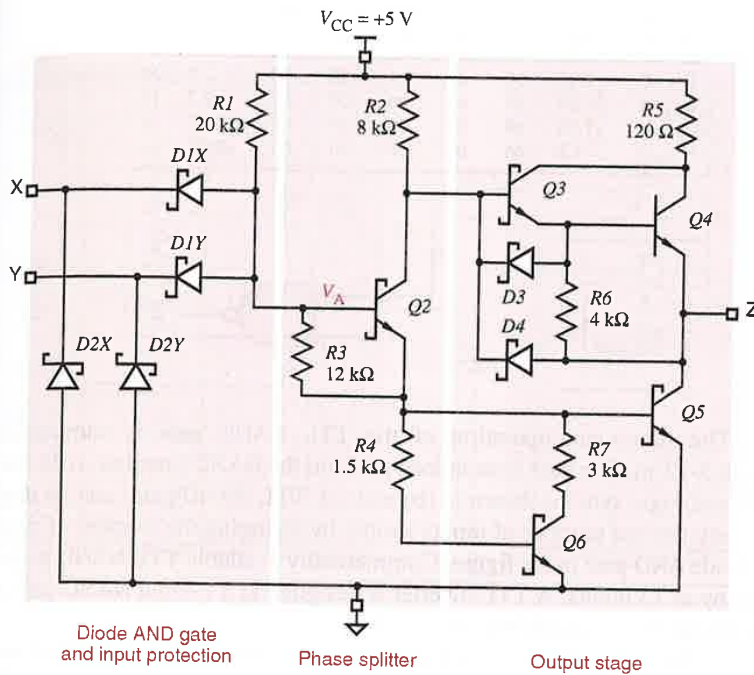 V_CC = +5 V
R1
20 kΩ
R2
8 kΩ
R5
120 Ω
D1X
X
Q3
Q4
D1Y
Y
V_A
Q2
D3
R6
4 kΩ
Z
D2X
D2Y
R3
12 kΩ
D4
Q5
R4
1.5 kΩ
R7
3 kΩ
Q6
Diode AND gate
and input protection
Phase splitter
Output stage